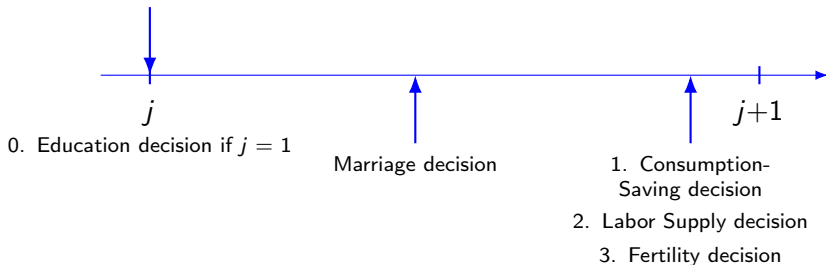 j
j+1
0. Education decision if j = 1
Marriage decision
1. Consumption-
Saving decision
2. Labor Supply decision
3. Fertility decision